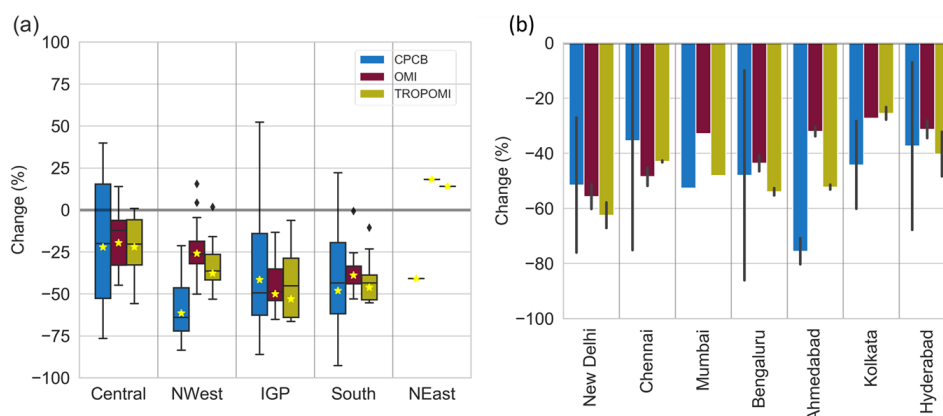 (a)
100
75
50
25
0
−25
−50
−75
−100
Change (%)
CPCB
OMI
TROPOMI
Central NWest IGP South NEast
(b)
0
−20
−40
−60
−80
−100
Change (%)
New Delhi
Chennai
Mumbai
Bengaluru
Ahmedabad
Kolkata
Hyderabad